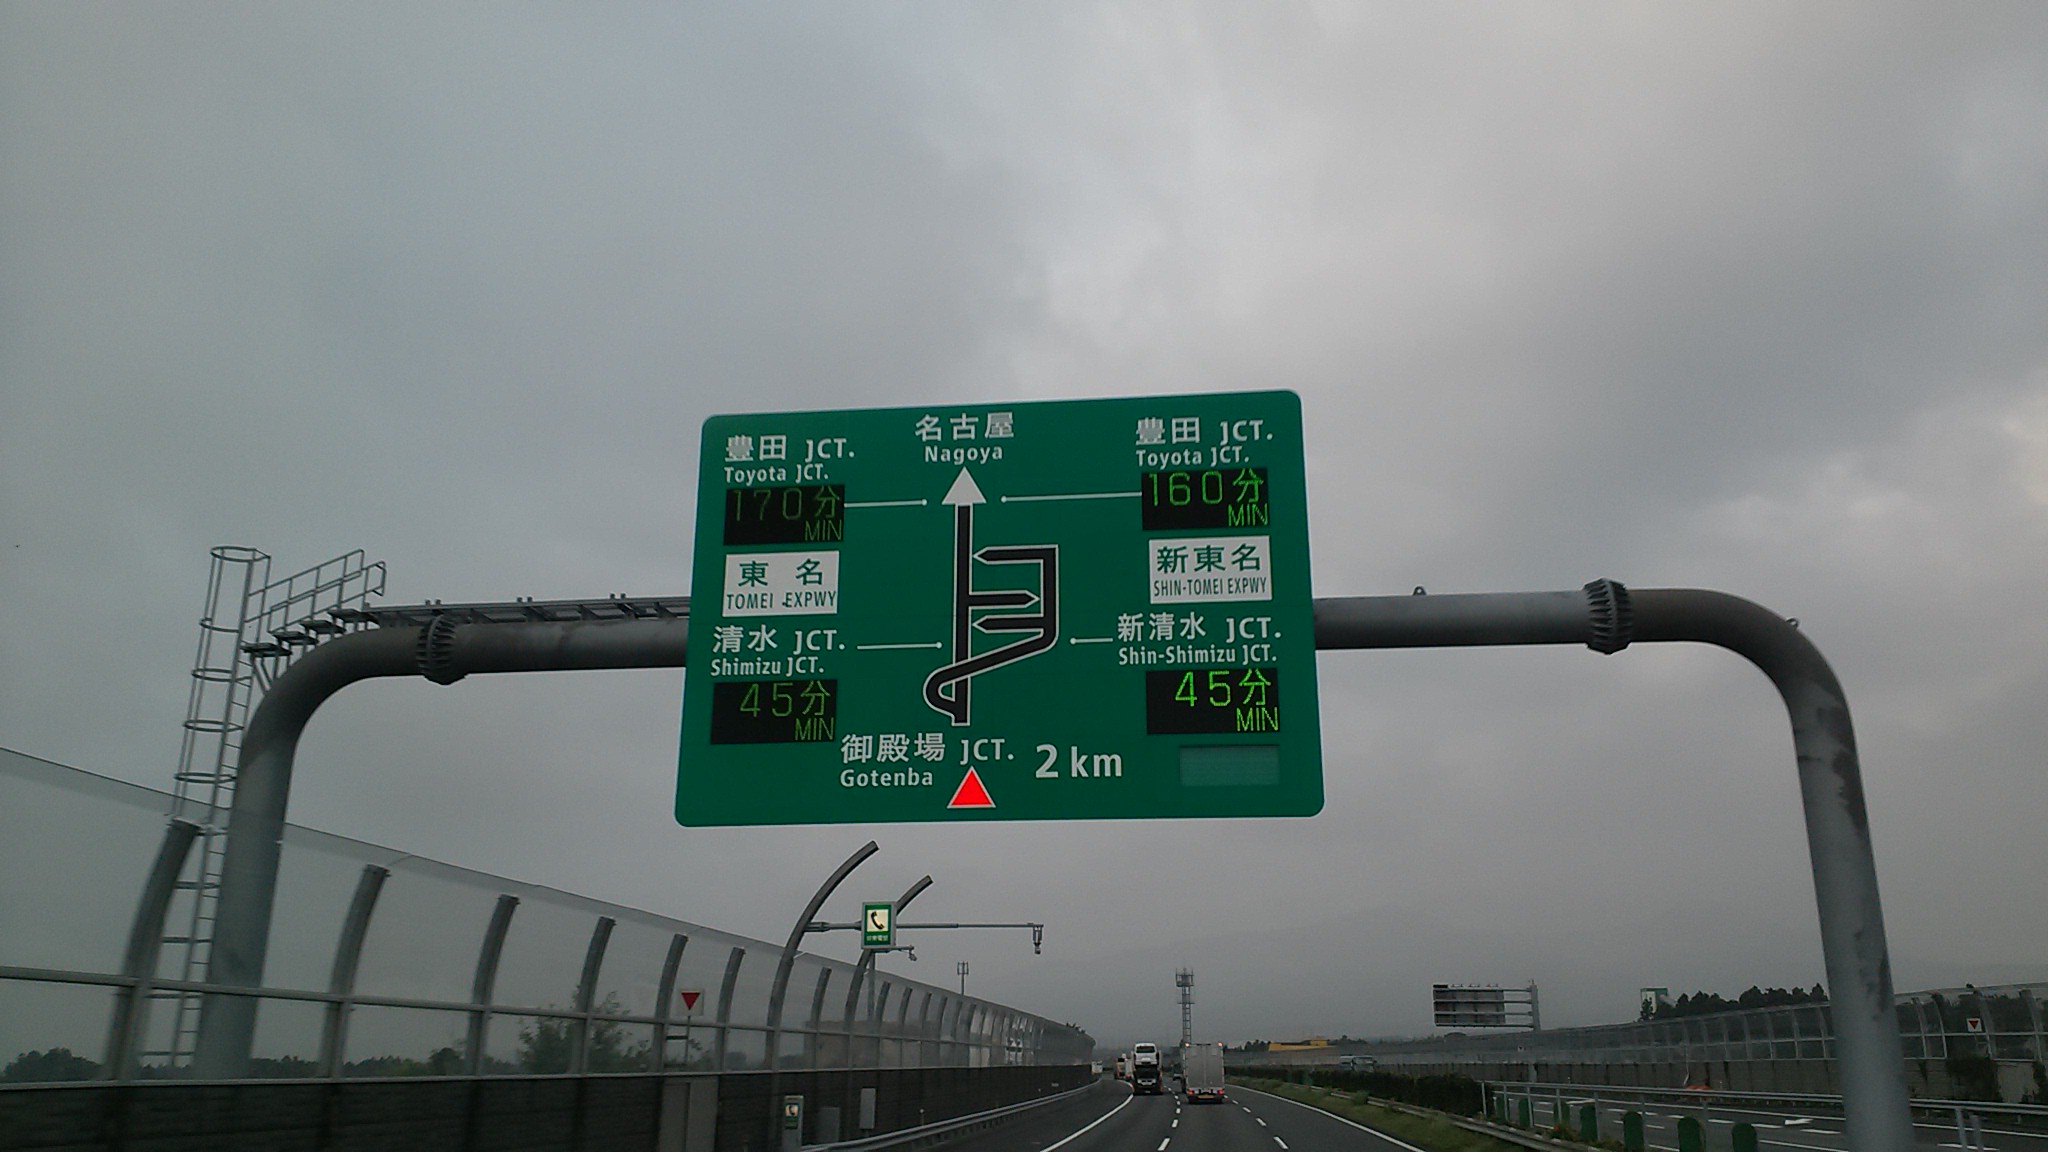 名古屋
Nagoya
豊田 JCT.
Toyota JCT.
170分
MIN
東名
TOMEI EXPWY
清水 JCT.
Shimizu JCT.
45分
MIN
豊田 JCT.
Toyota JCT.
160分
MIN
新東名
SHIN-TOMEI EXPWY
新清水 JCT.
Shin-Shimizu JCT.
45分
MIN
御殿場 JCT. 2 km
Gotenba